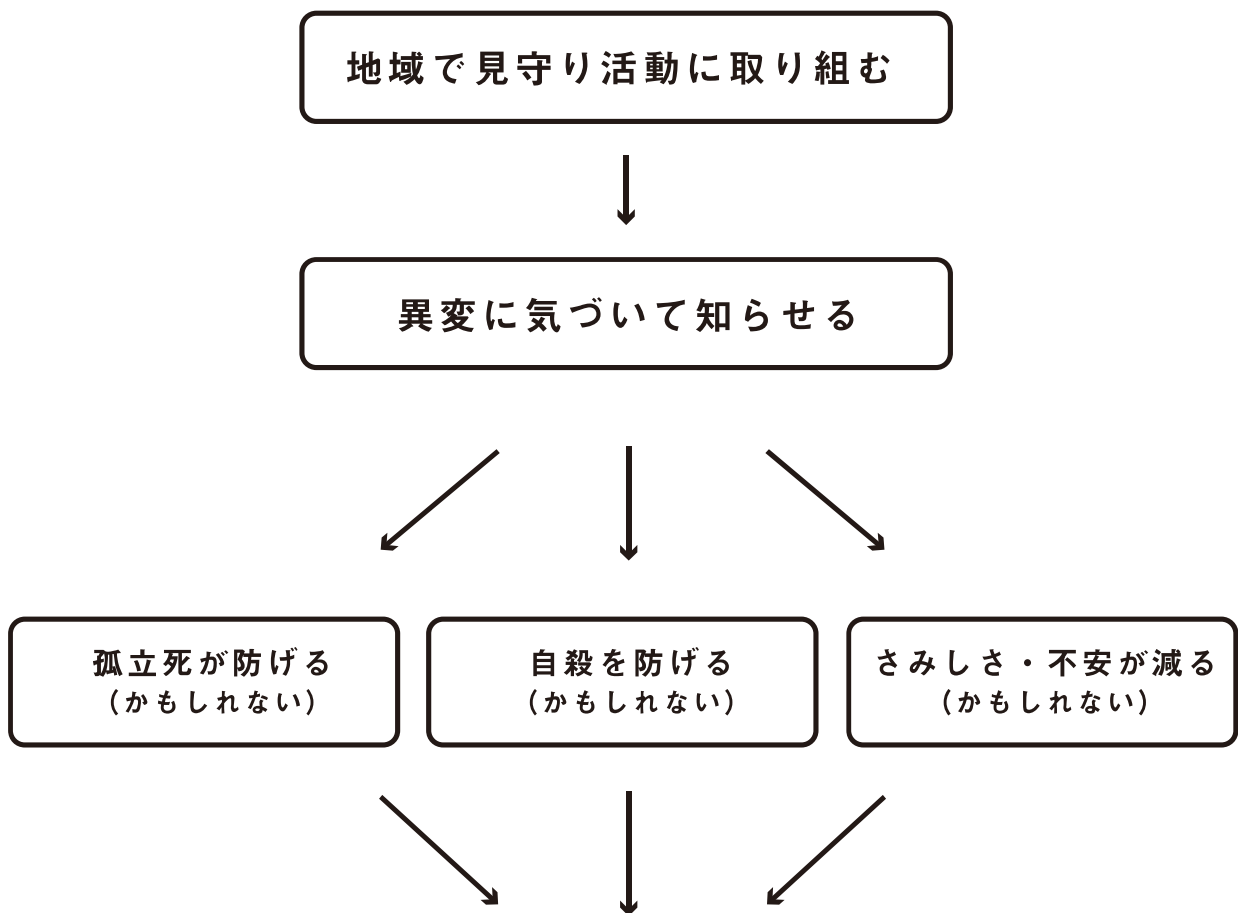 地域で見守り活動に取り組む
異変に気づいて知らせる
孤立死が防げる
(かもしれない)
自殺を防げる
(かもしれない)
さみしさ・不安が減る
(かもしれない)